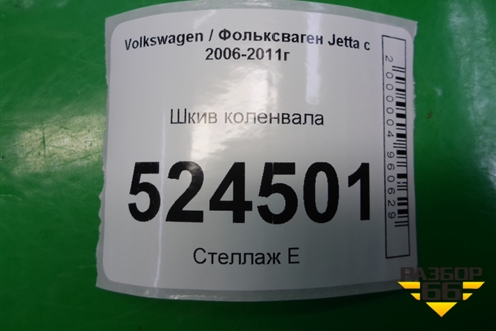 Volkswagen / Фольксваген Jetta с
2006-2011г
Шкив коленвала
524501
Стеллаж Е
2000004960629
РАЗБОР
66